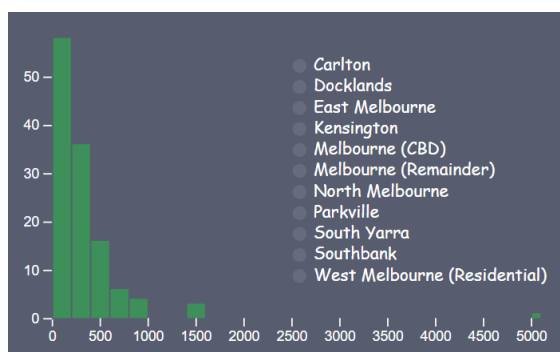 50
40
30
20
10
0
Carlton
Docklands
East Melbourne
Kensington
Melbourne (CBD)
Melbourne (Remainder)
North Melbourne
Parkville
South Yarra
Southbank
West Melbourne (Residential)
0 500 1000 1500 2000 2500 3000 3500 4000 4500 5000